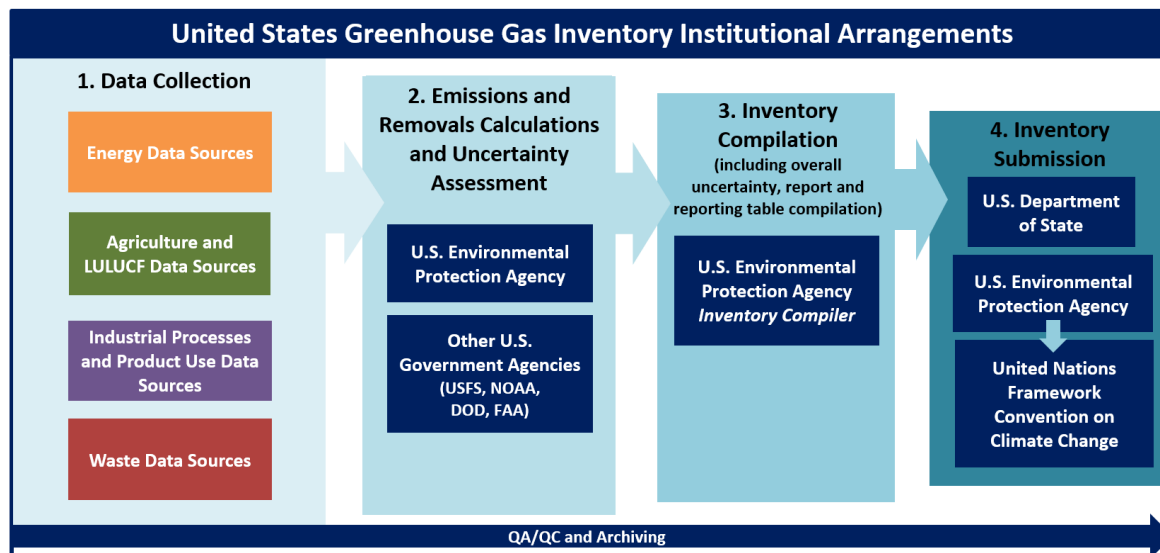 United States Greenhouse Gas Inventory Institutional Arrangements
1. Data Collection
Energy Data Sources
Agriculture and
LULUCF Data Sources
Industrial Processes
and Product Use Data
Sources
Waste Data Sources
2. Emissions and
Removals Calculations
and Uncertainty
Assessment
U.S. Environmental
Protection Agency
Other U.S.
Government Agencies
(USFS, NOAA,
DOD, FAA)
3. Inventory
Compilation
(including overall
uncertainty, report and
reporting table compilation)
U.S. Environmental
Protection Agency
Inventory Compiler
4. Inventory
Submission
U.S. Department
of State
U.S. Environmental
Protection Agency
United Nations
Framework
Convention on
Climate Change
QA/QC and Archiving